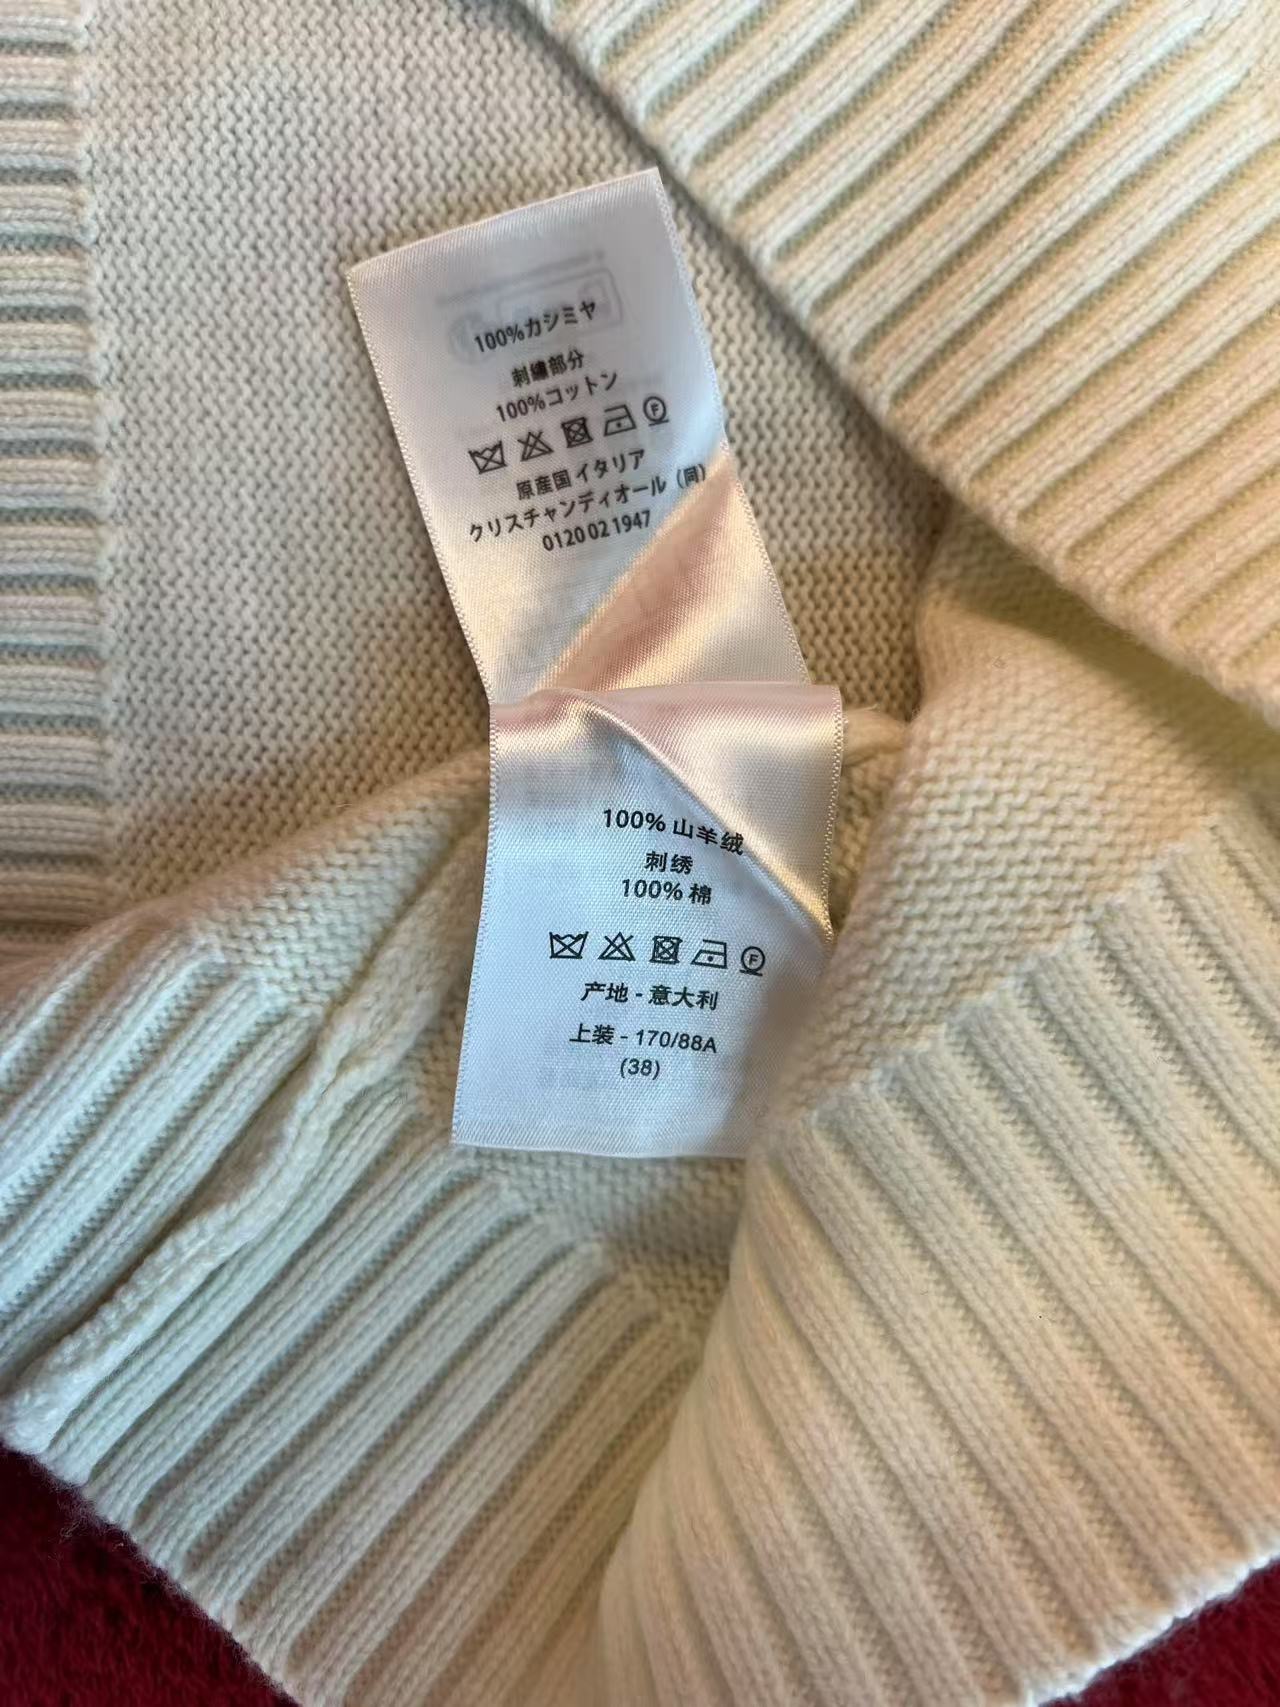 100%カシミヤ
刺繍部分
100%コットン
F
原産国 イタリア
クリスチャンディオール（同）
0120 02 1947
100% 山羊绒
刺绣
100% 棉
F
产地 - 意大利
上装 - 170/88A
(38)